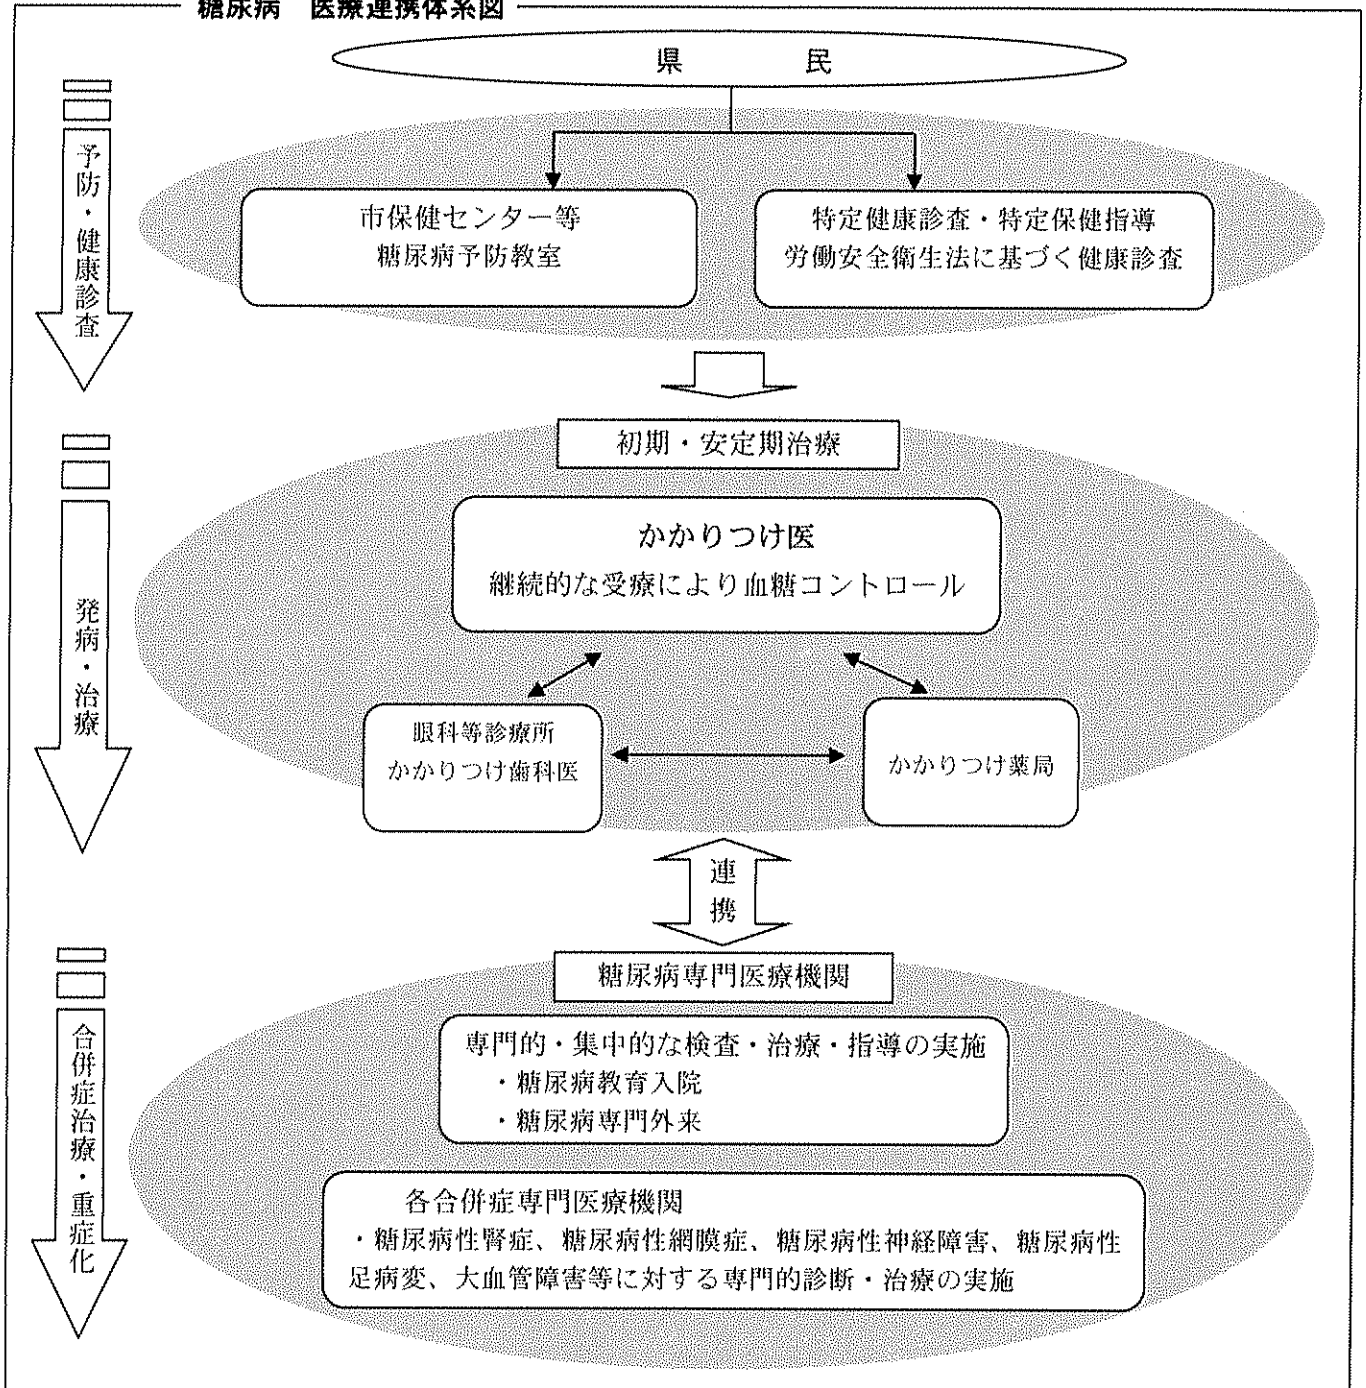 糖尿病 医療連携体系図
県 民
予防・健康診査
市保健センター等
糖尿病予防教室
特定健康診査・特定保健指導
労働安全衛生法に基づく健康診査
初期・安定期治療
発病・治療
かかりつけ医
継続的な受療により血糖コントロール
眼科等診療所
かかりつけ歯科医
かかりつけ薬局
連携
糖尿病専門医療機関
合併症治療・重症化
専門的・集中的な検査・治療・指導の実施
・糖尿病教育入院
・糖尿病専門外来
各合併症専門医療機関
・糖尿病性腎症、糖尿病性網膜症、糖尿病性神経障害、糖尿病性
足病変、大血管障害等に対する専門的診断・治療の実施